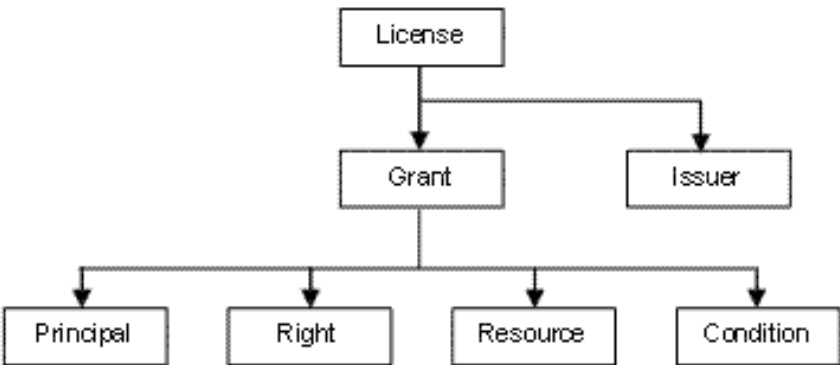 License
Grant
Issuer
Principal
Right
Resource
Condition